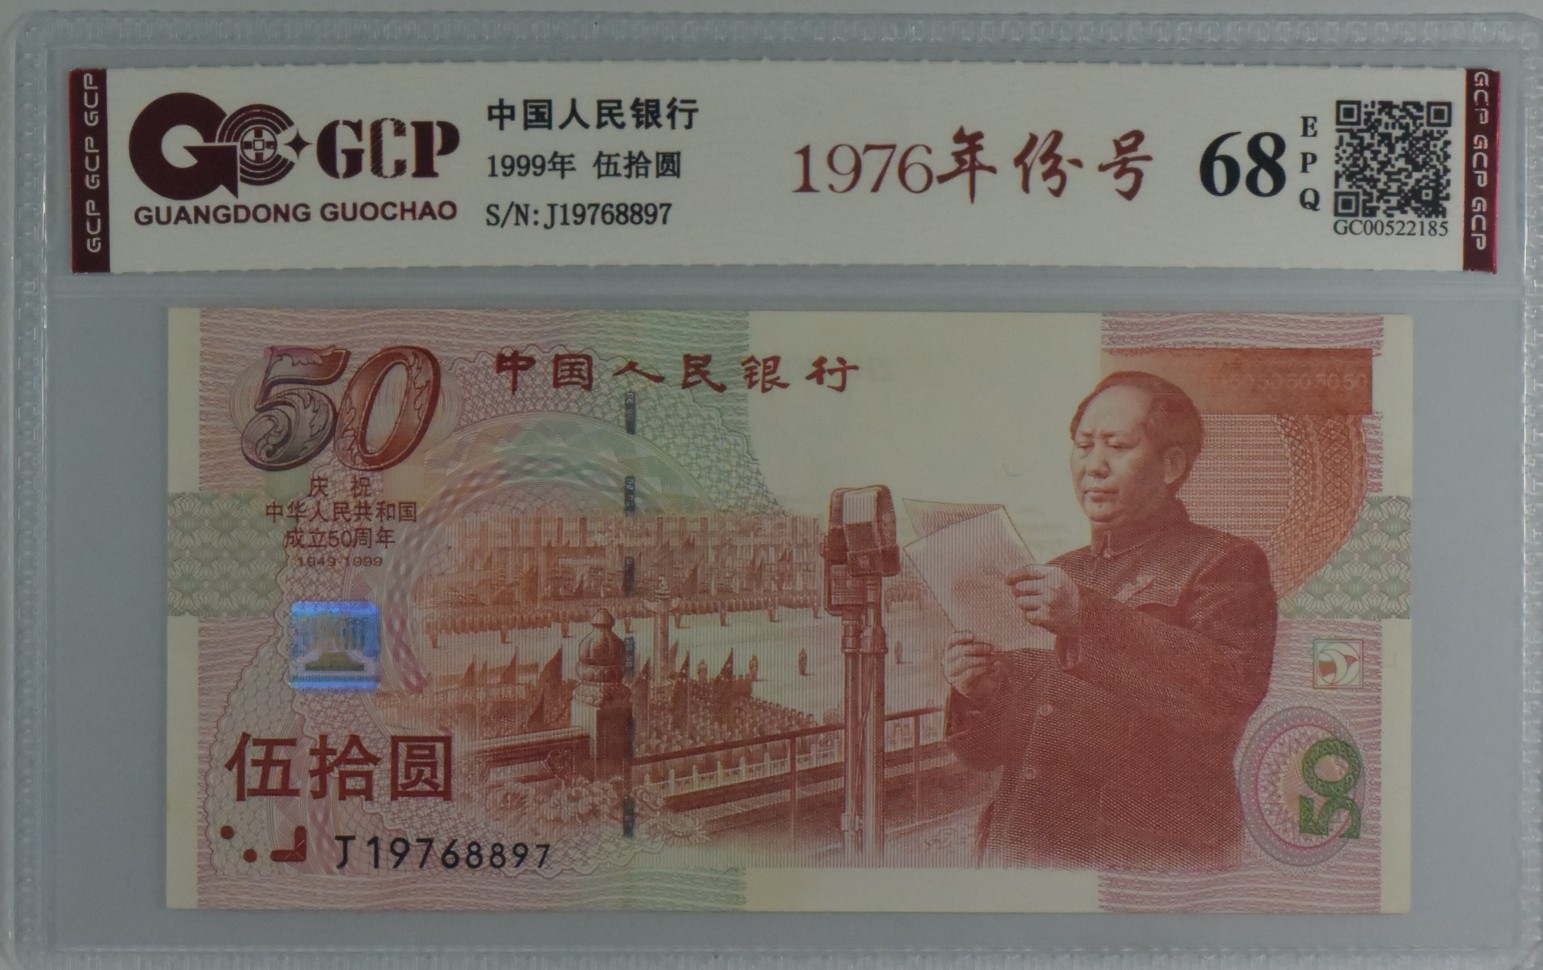 GCP GCP GCP
GCP
GUANGDONG GUOCHAO
中国人民银行
1999年 伍拾圆
S/N:J19768897
1976年份号
68
EPQ
GC00522185
GCP GCP GCP
50
中国人民银行
庆祝
中华人民共和国
成立50周年
1949-1999
伍拾圆
J19768897
50